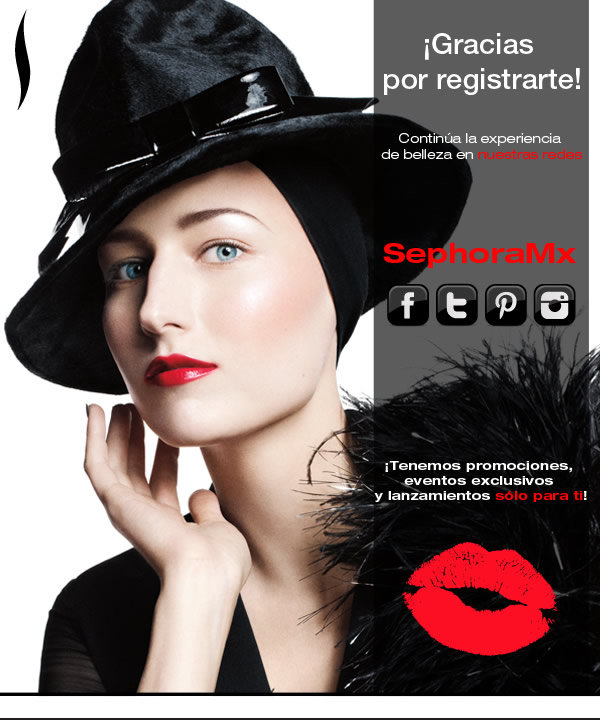 ¡Gracias
por registrarte!
Continúa la experiencia
de belleza en nuestras redes
SephoraMx
¡Tenemos promociones,
eventos exclusivos
y lanzamientos sólo para ti!